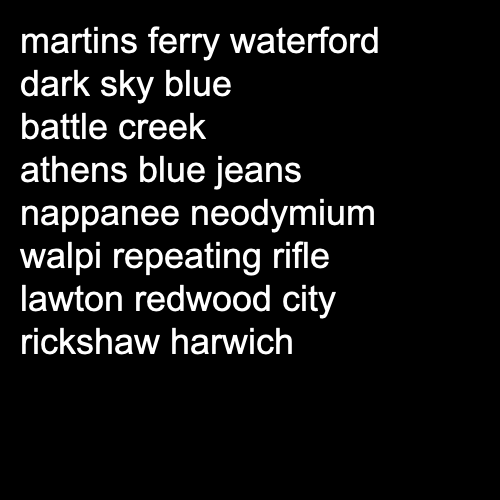 martins ferry waterford
dark sky blue
battle creek
athens blue jeans
nappanee neodymium
walpi repeating rifle
lawton redwood city
rickshaw harwich